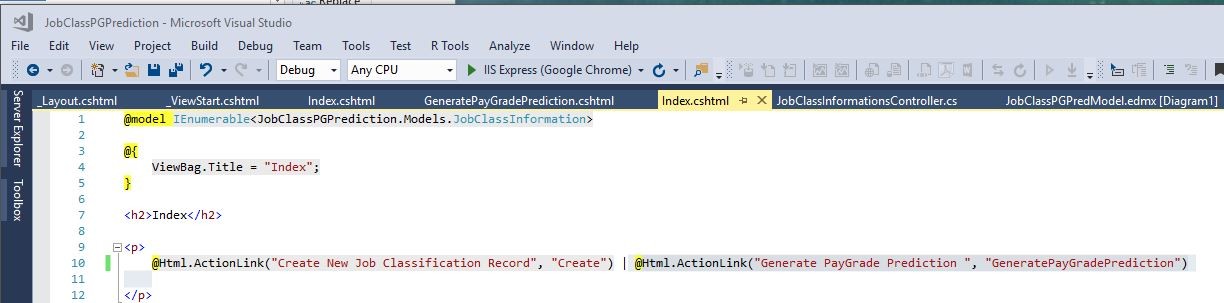 Replace
JobClassPGPrediction - Microsoft Visual Studio
File Edit View Project Build Debug Team Tools Test R Tools Analyze Window Help
Debug Any CPU IIS Express (Google Chrome)
_Layout.cshtml _ViewStart.cshtml Index.cshtml GeneratePayGradePrediction.cshtml Index.cshtml JobClassInformationsController.cs JobClassPGPredModel.edmx [Diagram1]
Server Explorer
Toolbox
1 @model IEnumerable<JobClassPGPrediction.Models.JobClassInformation>
2
3 @{
4 ViewBag.Title = "Index";
5 }
6
7 <h2>Index</h2>
8
9 <p>
10 @Html.ActionLink("Create New Job Classification Record", "Create") | @Html.ActionLink("Generate PayGrade Prediction ", "GeneratePayGradePrediction")
11
12 </p>